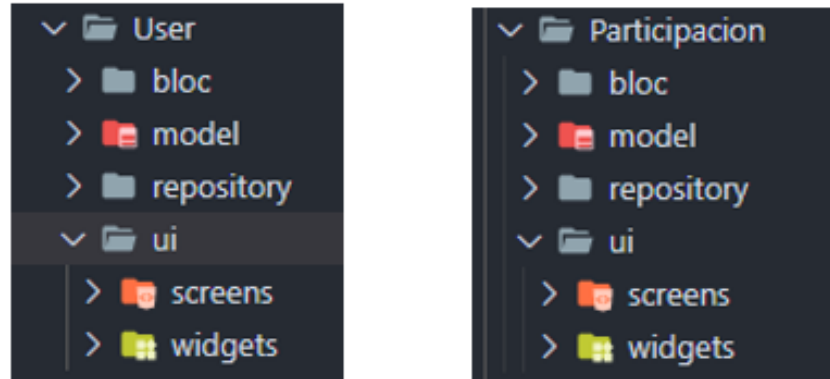 User
bloc
model
repository
ui
screens
widgets
Participacion
bloc
model
repository
ui
screens
widgets